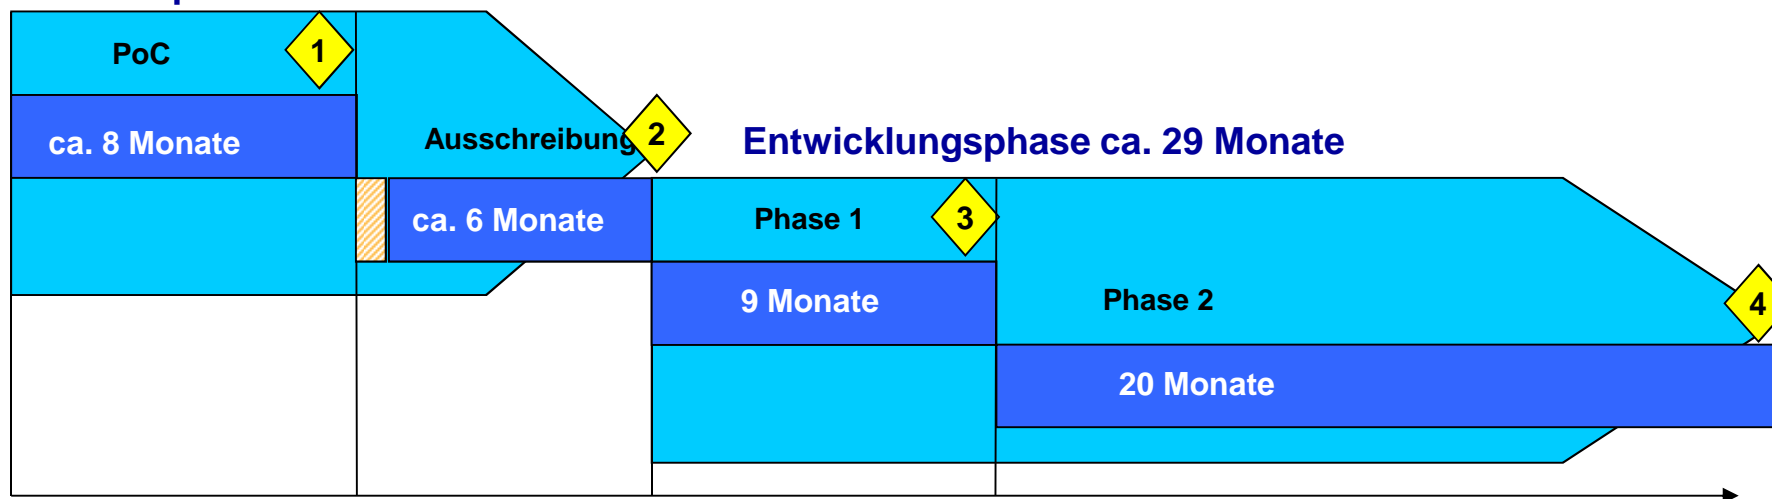 PoC
1
ca. 8 Monate
Ausschreibung
2
Entwicklungsphase ca. 29 Monate
ca. 6 Monate
Phase 1
3
9 Monate
Phase 2
4
20 Monate